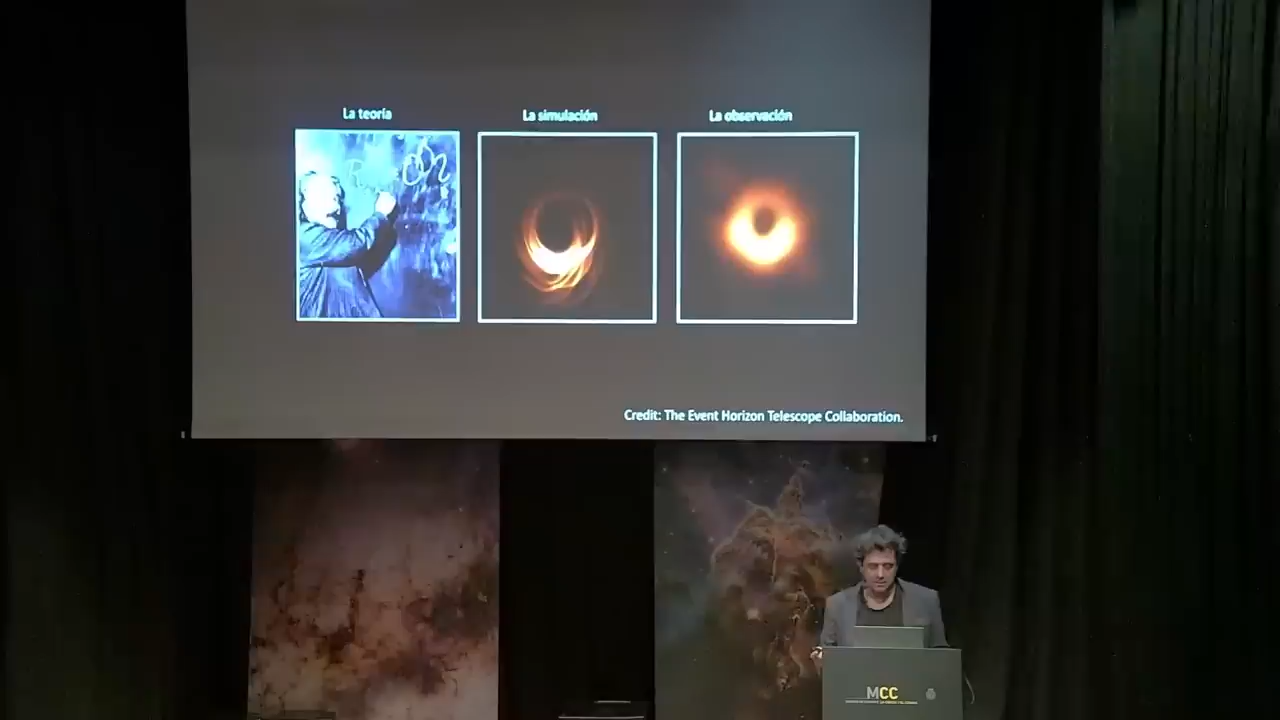 La teoría
La simulación
La observación
Credit: The Event Horizon Telescope Collaboration.
MCC